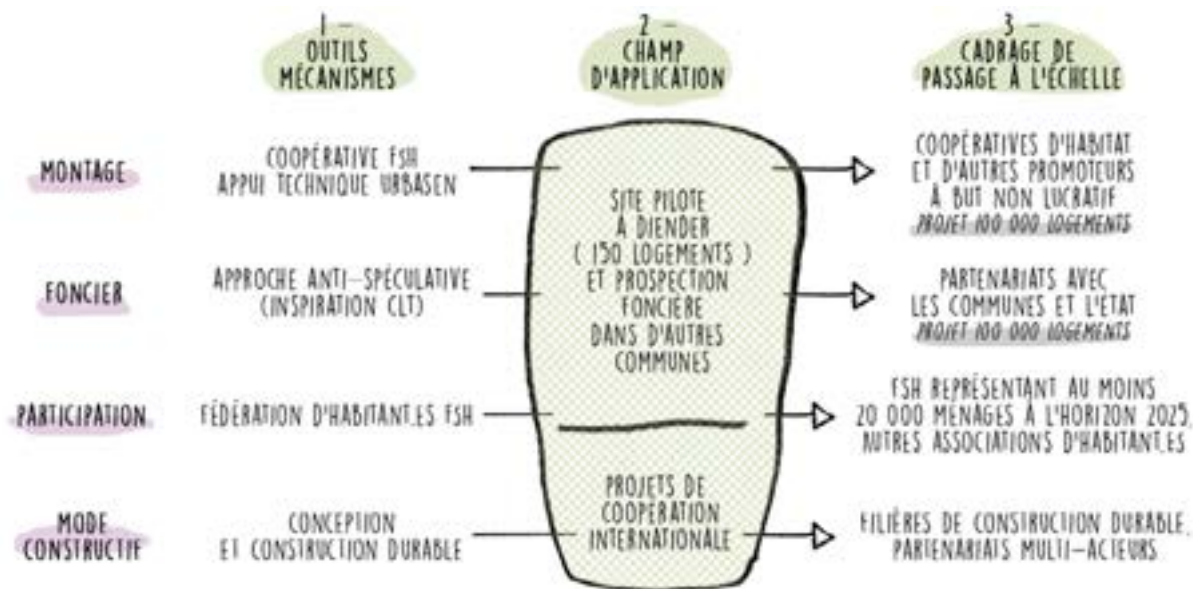 1 –
OUTILS
MÉCANISMES
2 –
CHAMP
D'APPLICATION
3 –
CADRAGE DE
PASSAGE À L'ÉCHELLE
MONTAGE
COOPÉRATIVE FSH
APPUI TECHNIQUE URBASEN
COOPÉRATIVES D'HABITAT
ET D'AUTRES PROMOTEURS
À BUT NON LUCRATIF
PROJET 100 000 LOGEMENTS
FONCIER
APPROCHE ANTI-SPÉCULATIVE
(INSPIRATION CLT)
SITE PILOTE
À DIENDER
( 150 LOGEMENTS )
ET PROSPECTION
FONCIÈRE
DANS D'AUTRES
COMMUNES
PARTENARIATS AVEC
LES COMMUNES ET L'ETAT
PROJET 100 000 LOGEMENTS
PARTICIPATION
FÉDÉRATION D'HABITANT.ES FSH
FSH REPRÉSENTANT AU MOINS
20 000 MÉNAGES À L'HORIZON 2025,
AUTRES ASSOCIATIONS D'HABITANT.ES
MODE
CONSTRUCTIF
CONCEPTION
ET CONSTRUCTION DURABLE
PROJETS DE
COOPÉRATION
INTERNATIONALE
FILIÈRES DE CONSTRUCTION DURABLE,
PARTENARIATS MULTI-ACTEURS